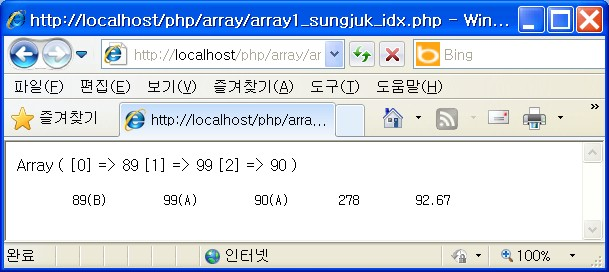 http://localhost/php/array/array1_sungjuk_idx.php - Win...
http://localhost/php/array/ar
Bing
파일(F) 편집(E) 보기(V) 즐겨찾기(A) 도구(T) 도움말(H)
즐겨찾기 http://localhost/php/arra...
Array ( [0] => 89 [1] => 99 [2] => 90 )
89(B) 99(A) 90(A) 278 92.67
완료 인터넷 100%